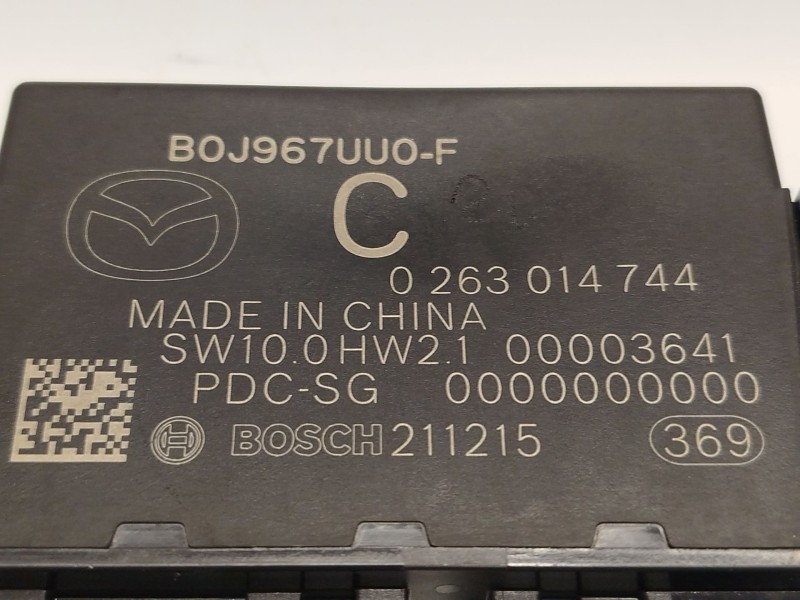 B0J967UU0-F
C
0 263 014 744
MADE IN CHINA
SW10.0HW2.1 00003641
PDC-SG 0000000000
BOSCH 211215 369